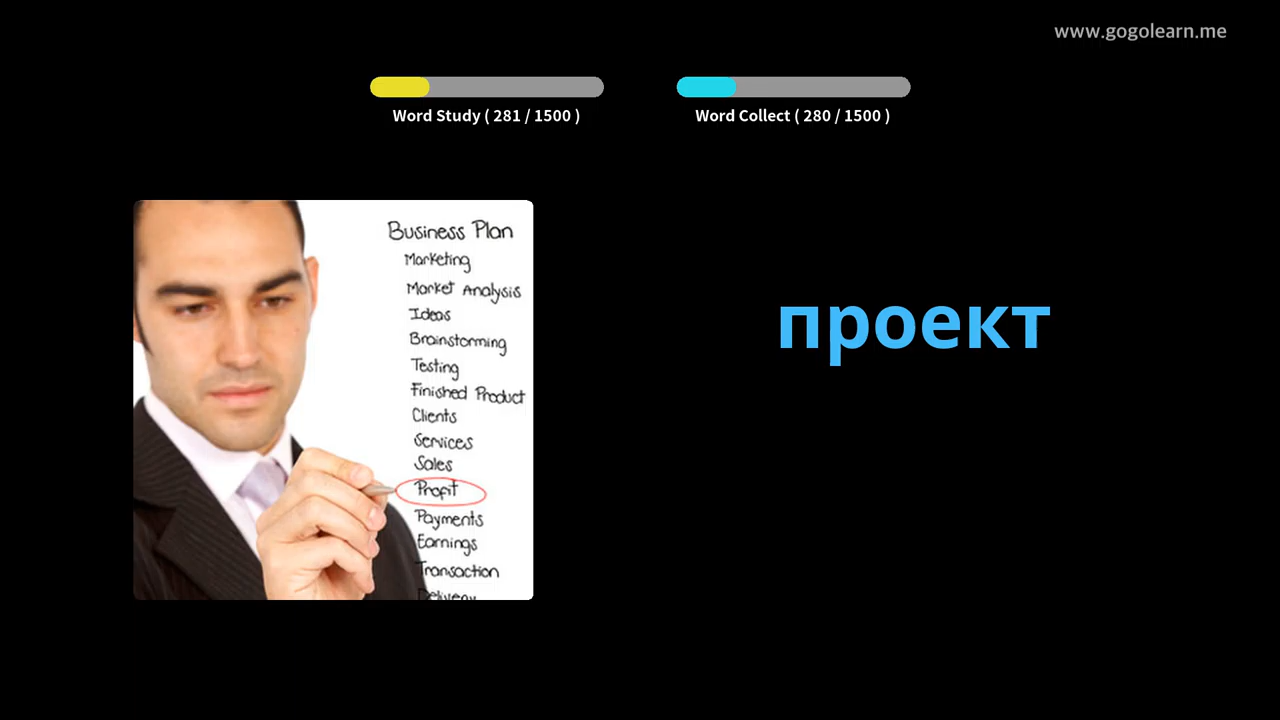 www.gogolearn.me
Word Study ( 281 / 1500 )
Word Collect ( 280 / 1500 )
Business Plan
Marketing
Market Analysis
Ideas
Brainstorming
Testing
Finished Product
Clients
Services
Sales
Profit
Payments
Earnings
Transaction
Delivery
проект